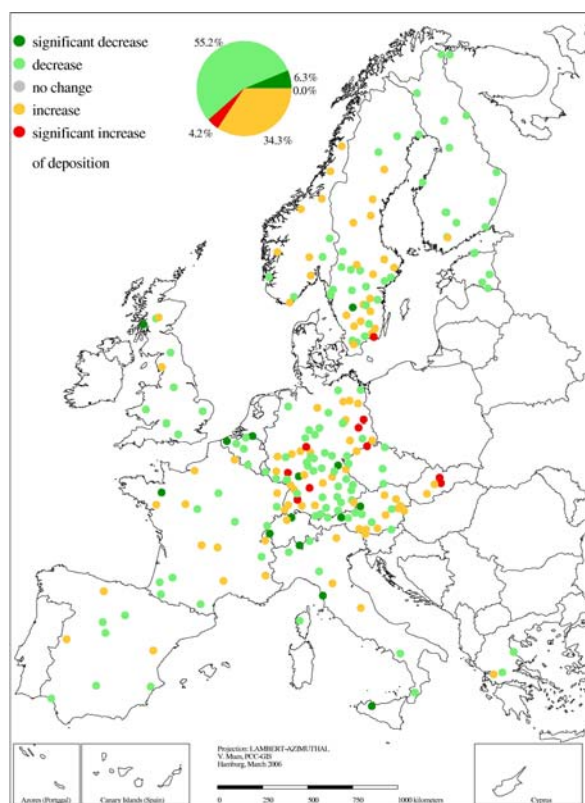 significant decrease
decrease
no change
increase
significant increase
of deposition
55.2%
6.3%
0.0%
34.3%
4.2%
Projection: LAMBERT-AZIMUTHAL
V. Mues, PCC-GIS
Hamburg, March 2006
0 250 500 750 1000 kilometers
Azores (Portugal)
Canary Islands (Spain)
Cyprus